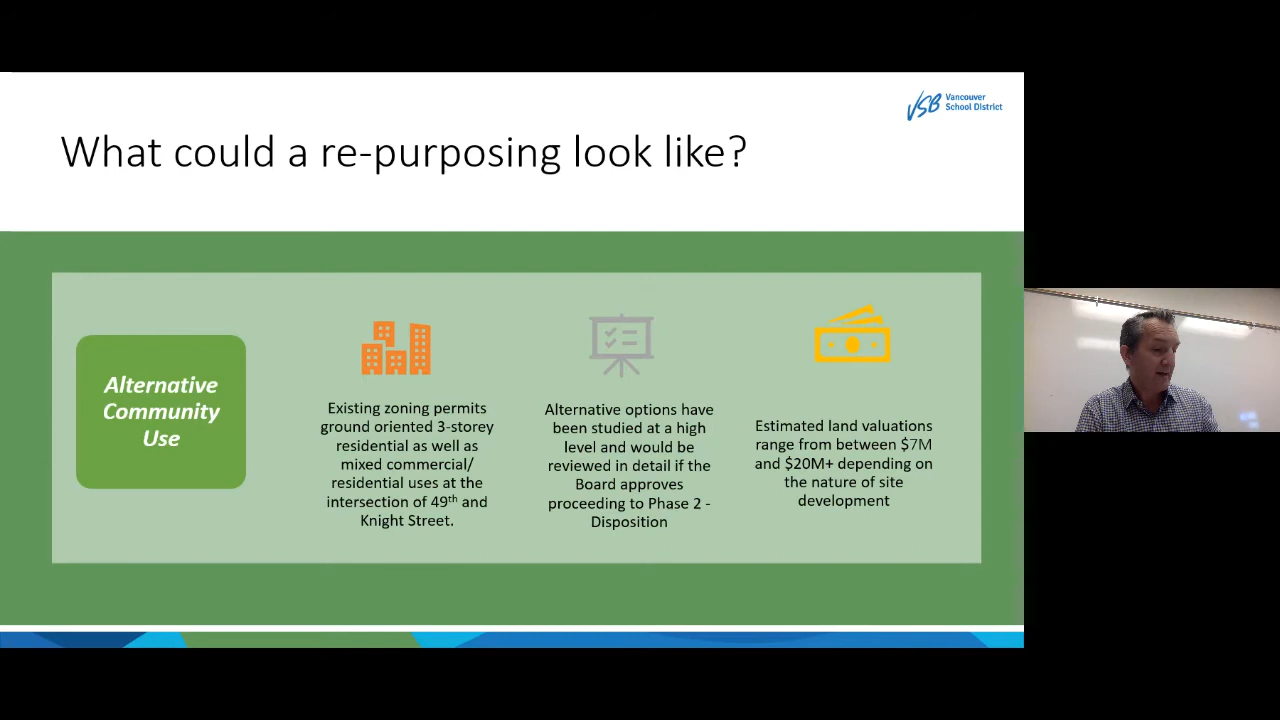 VSB Vancouver
School District
What could a re-purposing look like?
Alternative
Community
Use
Existing zoning permits
ground oriented 3-storey
residential as well as
mixed commercial/
residential uses at the
intersection of 49th and
Knight Street.
Alternative options have
been studied at a high
level and would be
reviewed in detail if the
Board approves
proceeding to Phase 2 -
Disposition
Estimated land valuations
range from between $7M
and $20M+ depending on
the nature of site
development